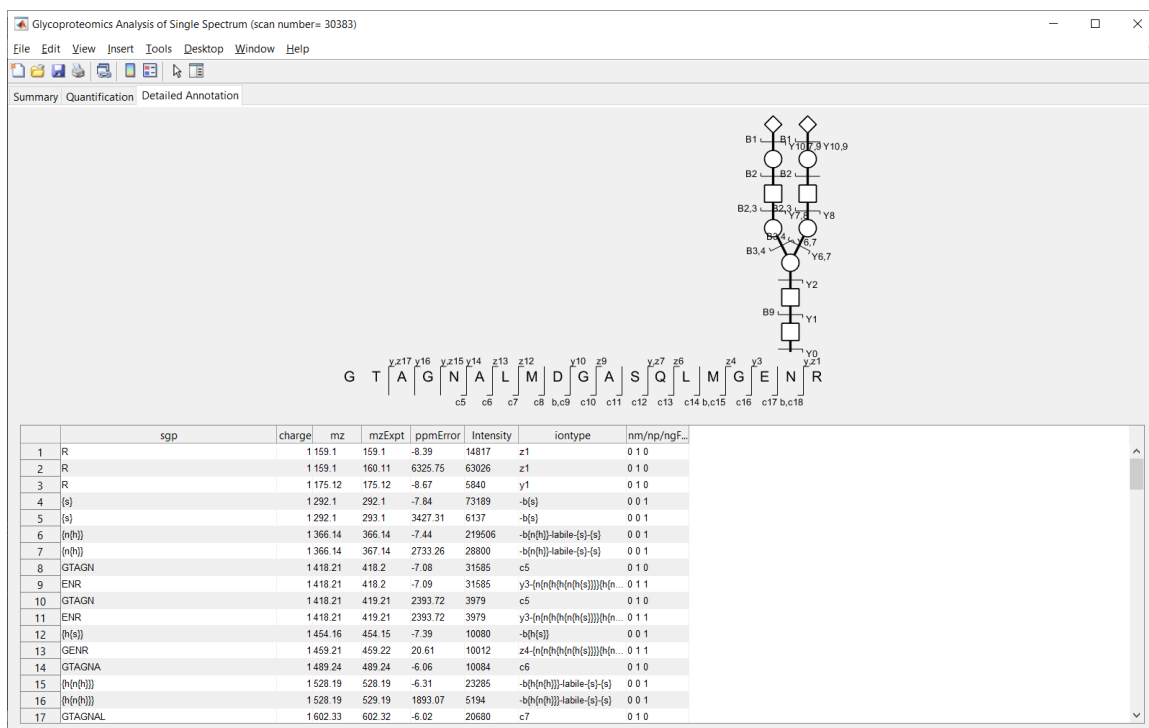 Glycoproteomics Analysis of Single Spectrum (scan number= 30383)
File Edit View Insert Tools Desktop Window Help
Summary Quantification Detailed Annotation
B1 B1 Y10,7,9 Y10,9
B2 B2
B2,3 B2,3 Y7,8 Y8
B3,4 B3,4 Y6,7 Y6,7
Y2
B9 Y1
Y0
y,z17 y16 y,z15 y14 z13 z12 y10 z9 y,z7 z6 z4 y3 y,z1
G T A G N A L M D G A S Q L M G E N R
c5 c6 c7 c8 b,c9 c10 c11 c12 c13 c14 b,c15 c16 c17 b,c18
sgp charge mz mzExpt ppmError Intensity iontype nm/np/ngF...
1 R 1 159.1 159.1 -8.39 14817 z1 0 1 0
2 R 1 159.1 160.11 6325.75 63026 z1 0 1 0
3 R 1 175.12 175.12 -8.67 5840 y1 0 1 0
4 {s} 1 292.1 292.1 -7.84 73189 -b{s} 0 0 1
5 {s} 1 292.1 293.1 3427.31 6137 -b{s} 0 0 1
6 {n{h}} 1 366.14 366.14 -7.44 219506 -b{n{h}}-labile-{s}-{s} 0 0 1
7 {n{h}} 1 366.14 367.14 2733.26 28800 -b{n{h}}-labile-{s}-{s} 0 0 1
8 GTAGN 1 418.21 418.2 -7.08 31585 c5 0 1 0
9 ENR 1 418.21 418.2 -7.09 31585 y3-{n{n{h{h{n{h{s}}}}{h{n... 0 1 1
10 GTAGN 1 418.21 419.21 2393.72 3979 c5 0 1 0
11 ENR 1 418.21 419.21 2393.72 3979 y3-{n{n{h{h{n{h{s}}}}{h{n... 0 1 1
12 {h{s}} 1 454.16 454.15 -7.39 10080 -b{h{s}} 0 0 1
13 GENR 1 459.21 459.22 20.61 10012 z4-{n{n{h{h{n{h{s}}}}{h{n... 0 1 1
14 GTAGNA 1 489.24 489.24 -6.06 10084 c6 0 1 0
15 {h{n{h}}} 1 528.19 528.19 -6.31 23285 -b{h{n{h}}}-labile-{s}-{s} 0 0 1
16 {h{n{h}}} 1 528.19 529.19 1893.07 5194 -b{h{n{h}}}-labile-{s}-{s} 0 0 1
17 GTAGNAL 1 602.33 602.32 -6.02 20680 c7 0 1 0